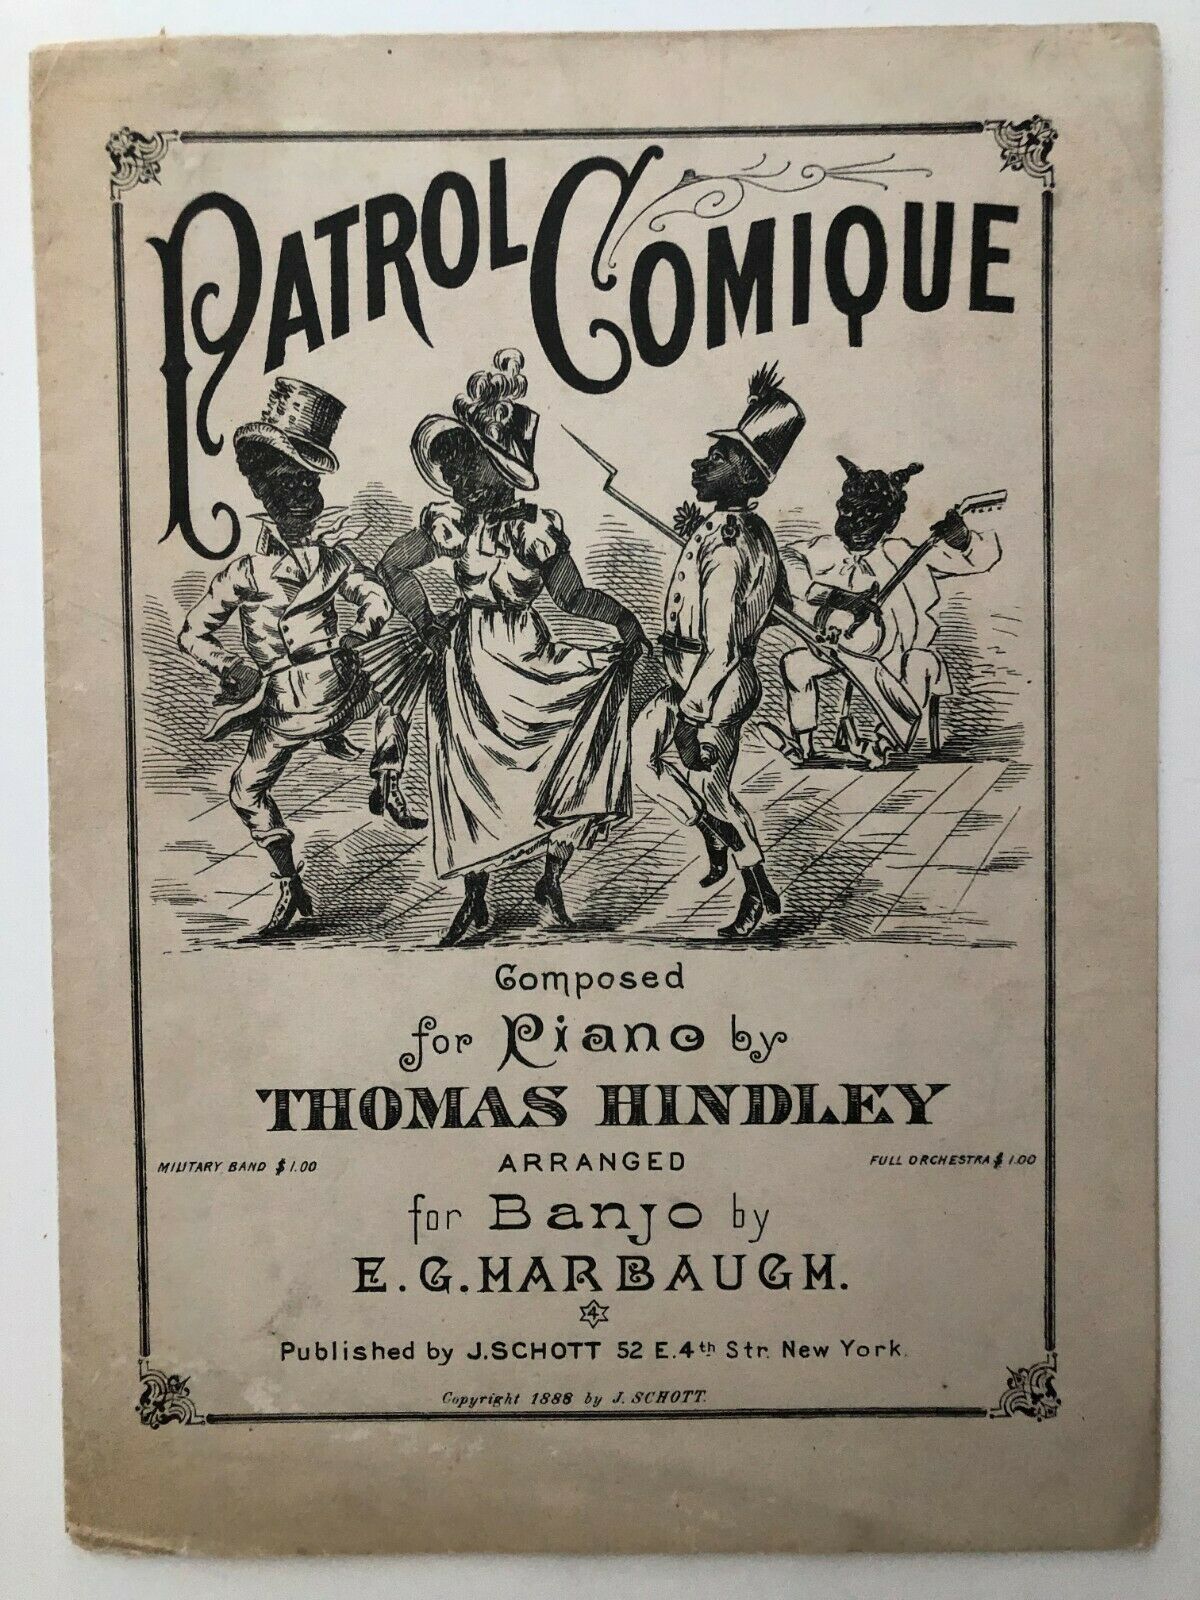 PATROL COMIQUE
Composed
for Piano by
THOMAS HINDLEY
MILITARY BAND $1.00 ARRANGED FULL ORCHESTRA $1.00
for Banjo by
E. G. HARBAUGH.
4
Published by J. SCHOTT 52 E. 4th Str. New York.
Copyright 1888 by J. SCHOTT.